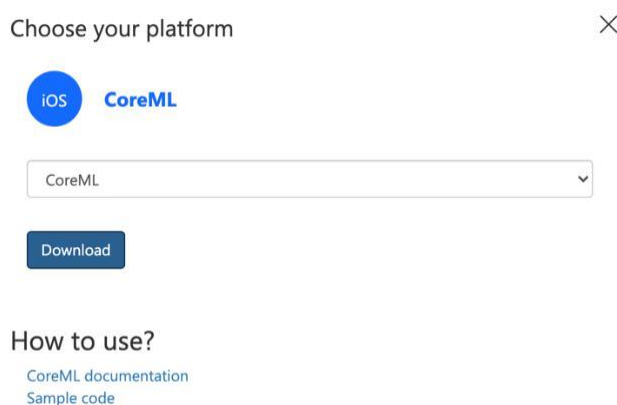 Choose your platform
iOS CoreML
CoreML
Download
How to use?
CoreML documentation
Sample code